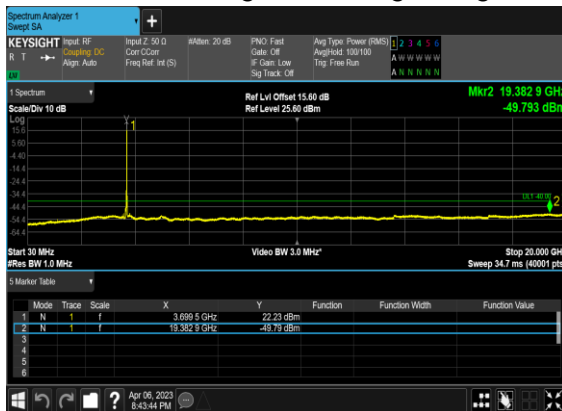 Spectrum Analyzer 1
Swept SA
+
KEYSIGHT Input: RF Input Z: 50 Ω #Atten: 20 dB PNO: Fast Avg Type: Power (RMS) 1 2 3 4 5 6
R T Coupling: DC Corr CCorr Gate: Off Avg|Hold: 100/100 A W W W W W
Align: Auto Freq Ref: Int (S) IF Gain: Low Trig: Free Run A N N N N N
Sig Track: Off
1 Spectrum Ref Lvl Offset 15.60 dB Mkr2 19.382 9 GHz
Scale/Div 10 dB Ref Level 25.60 dBm -49.793 dBm
Log
1
15.6
5.60
-4.40
-14.4
-24.4
-34.4
DL1 -40.00
2
-44.4
-54.4
-64.4
Start 30 MHz Video BW 3.0 MHz* Stop 20.000 GHz
#Res BW 1.0 MHz Sweep 34.7 ms (40001 pts)
5 Marker Table
Mode Trace Scale X Y Function Function Width Function Value
1 N 1 f 3.699 5 GHz 22.23 dBm
2 N 1 f 19.382 9 GHz -49.79 dBm
3
4
5
6
? Apr 06, 2023
8:43:44 PM